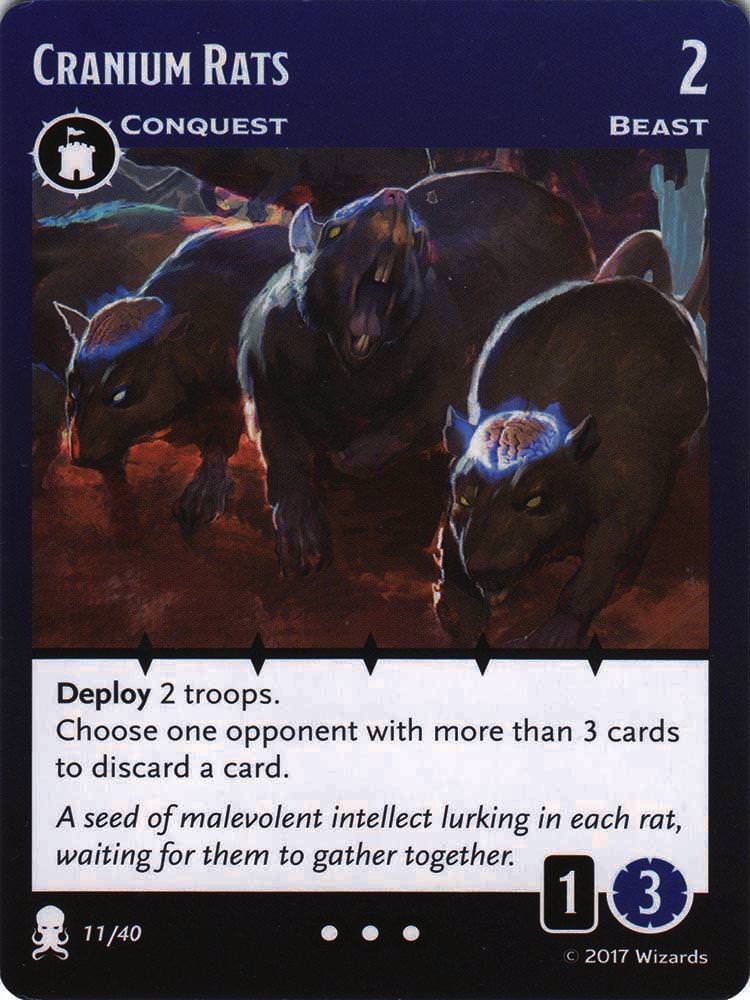 CRANIUM RATS
2
CONQUEST
BEAST
Deploy 2 troops.
Choose one opponent with more than 3 cards
to discard a card.
A seed of malevolent intellect lurking in each rat,
waiting for them to gather together.
1
3
11/40
© 2017 Wizards